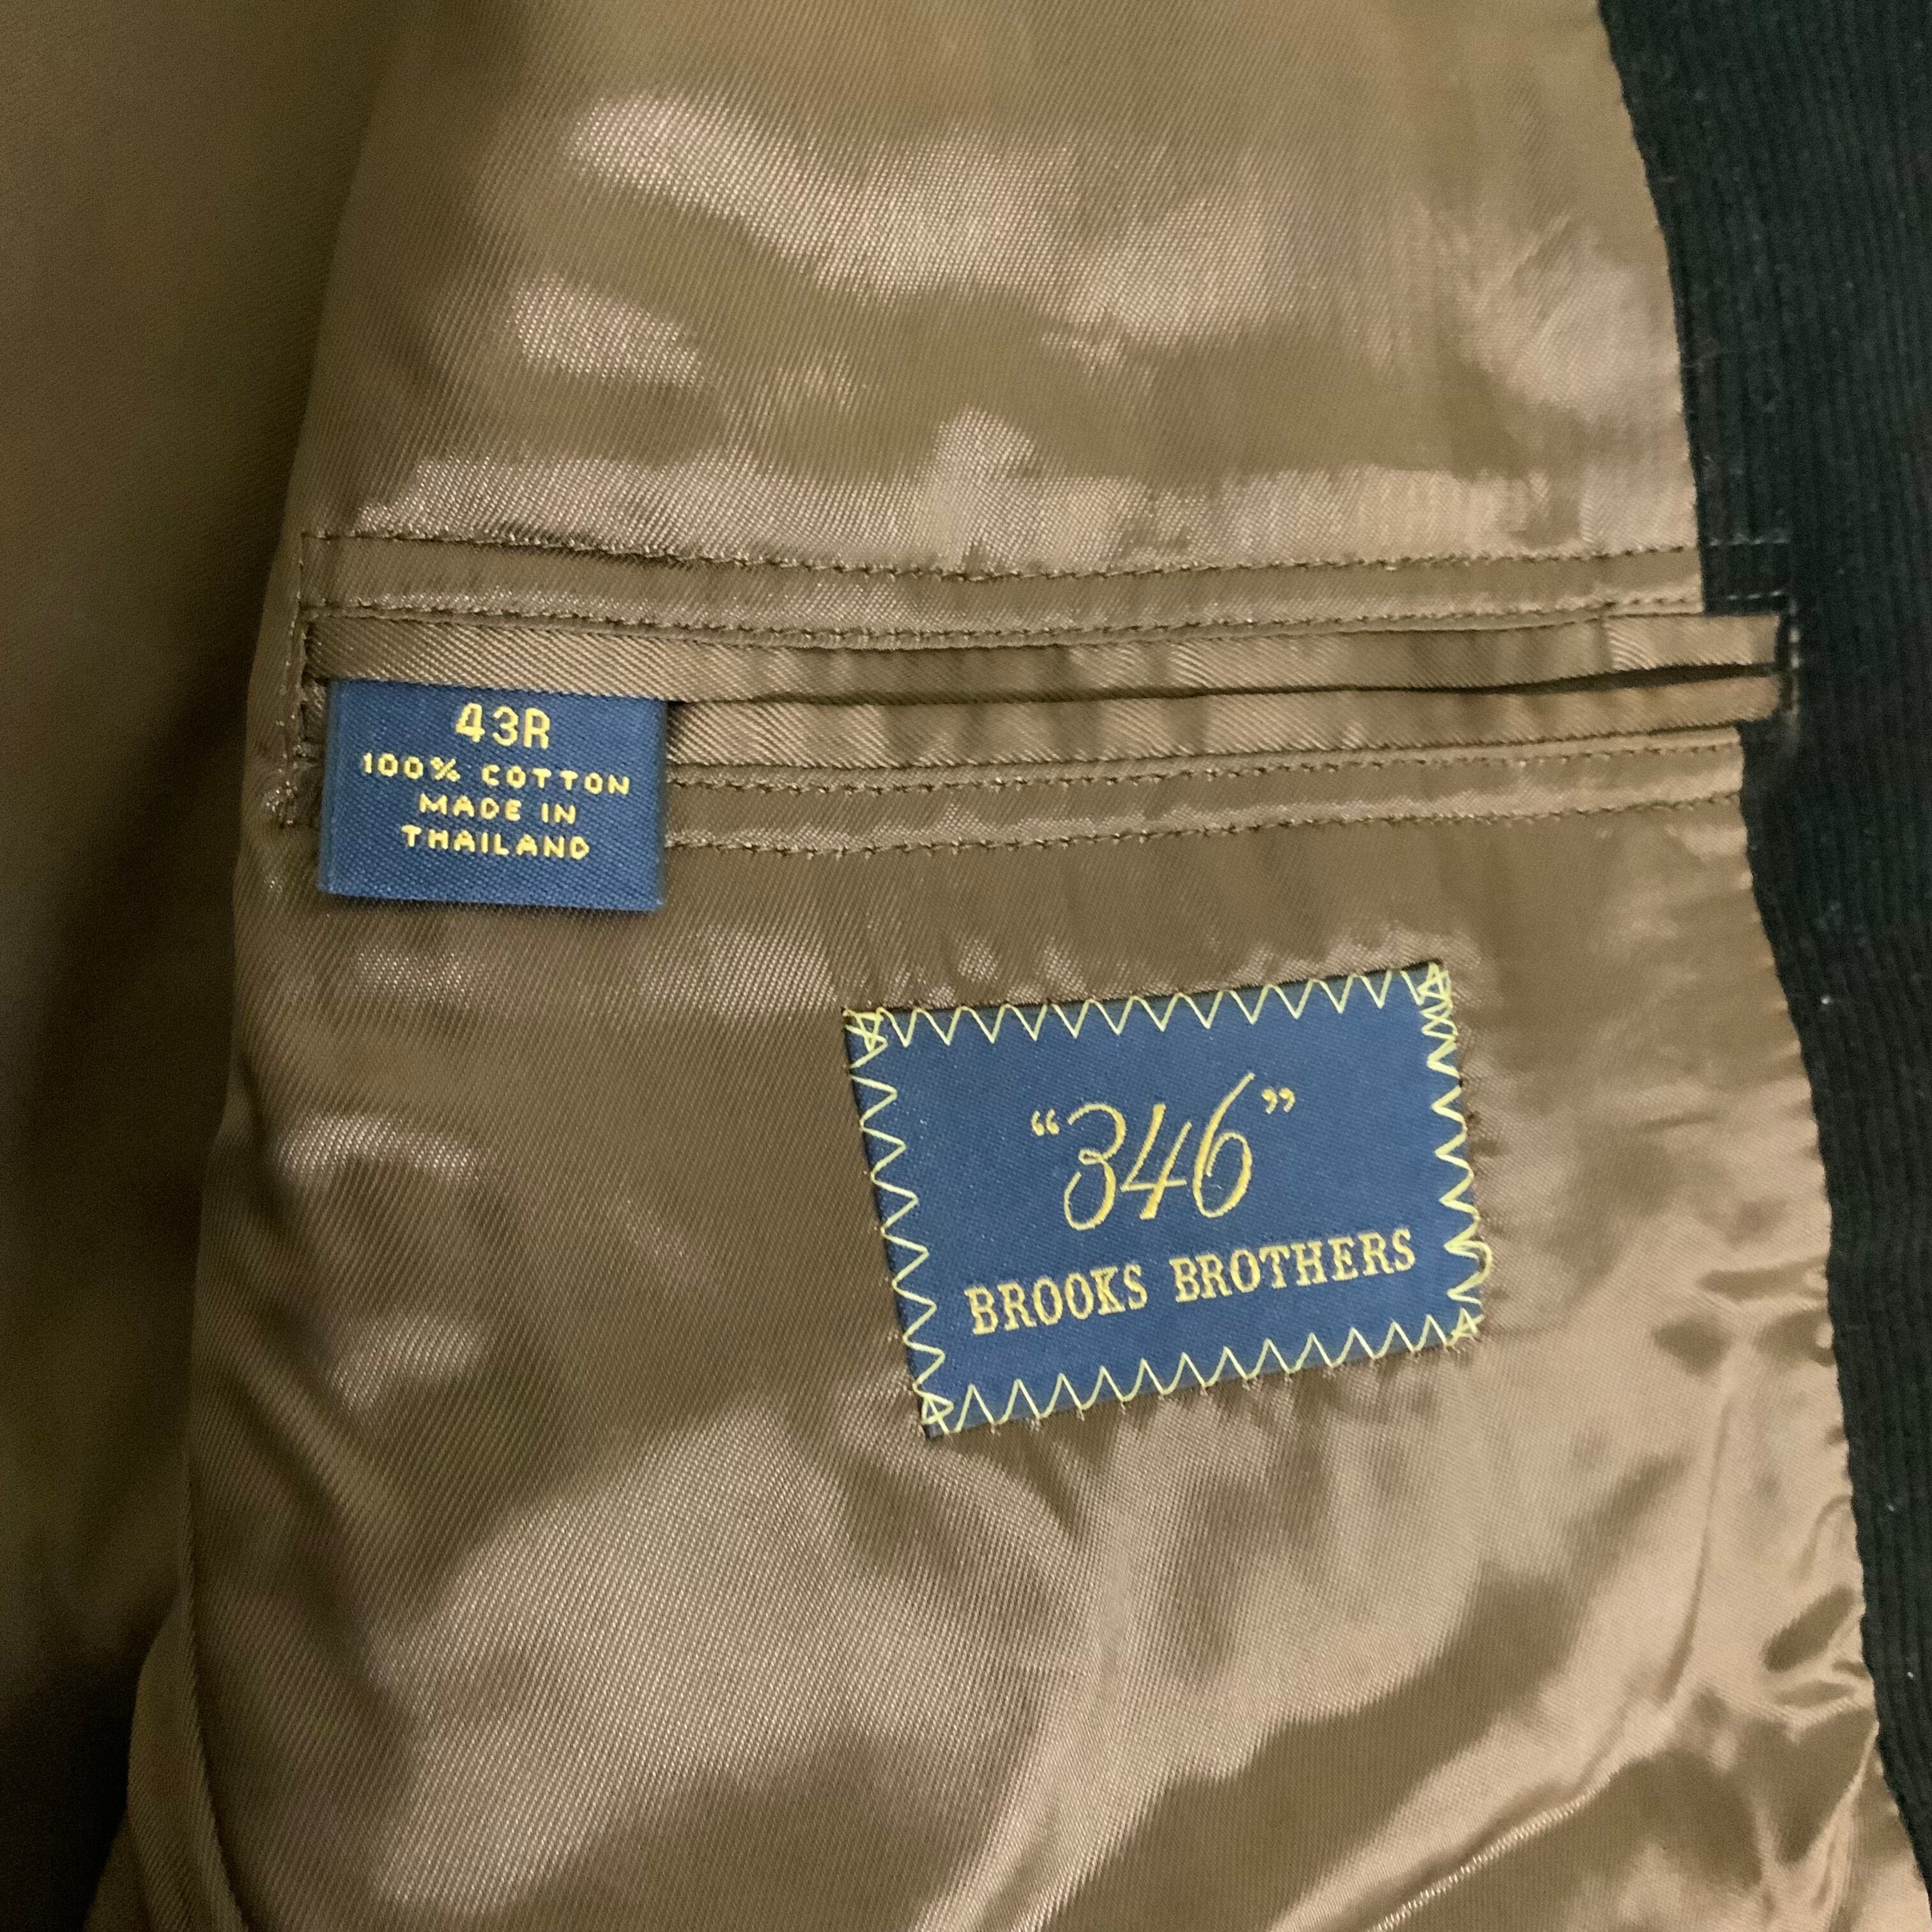 43R
100% COTTON
MADE IN
THAILAND
“346”
BROOKS BROTHERS